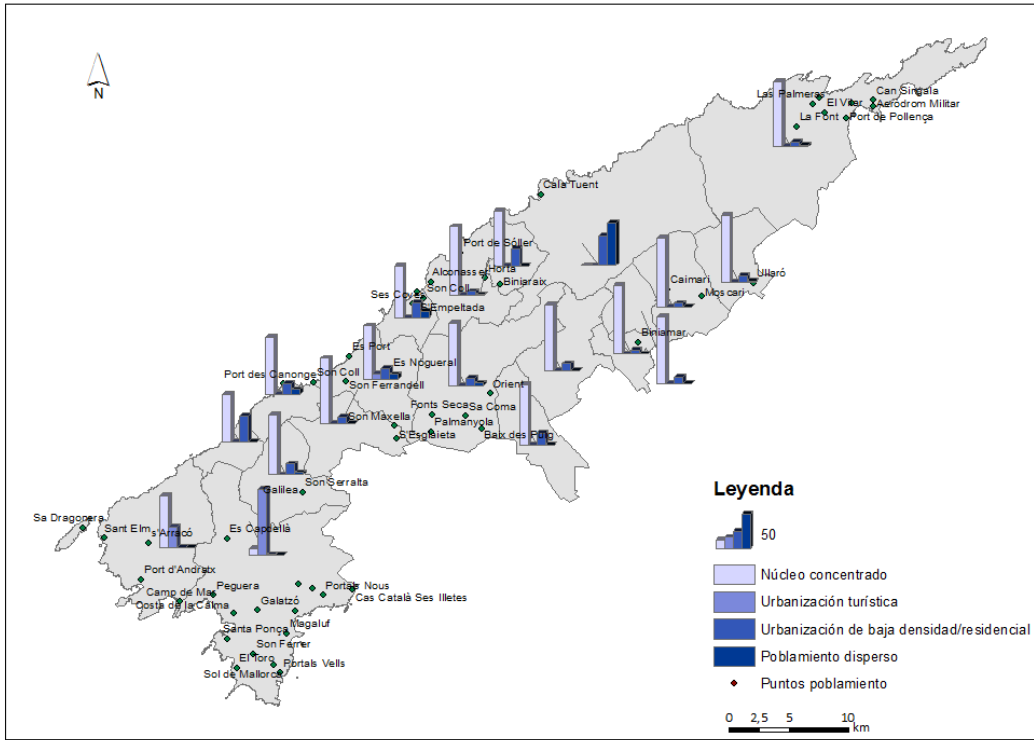 N
Las Palmeras
Can Singala
El Vilar
Aeródrom Militar
La Font
Port de Pollença
Cala Tuent
Port de Sóller
Alconasser
Horta
Biniaraix
Son Coll
Ses Coves
S'Empeltada
Caimari
Moscari
Ullaró
Biniamar
Es Port
Es Nogueral
Port des Canonge
Son Coll
Son Ferrandell
Orient
Fonts Seca
Sa Coma
Son Maxella
Palmanyola
S'Esglaieta
Baix des Puig
Galilea
Son Serralta
Sa Dragonera
Sant Elm
s'Arracó
Es Capdellà
Port d'Andratx
Camp de Mar
Peguera
Portals Nous
Cas Català Ses Illetes
Costa de la Calma
Galatzó
Magaluf
Santa Ponça
Son Ferrer
El Toro
Portals Vells
Sol de Mallorca
Leyenda
50
Núcleo concentrado
Urbanización turística
Urbanización de baja densidad/residencial
Poblamiento disperso
Puntos poblamiento
0 2,5 5 10
km